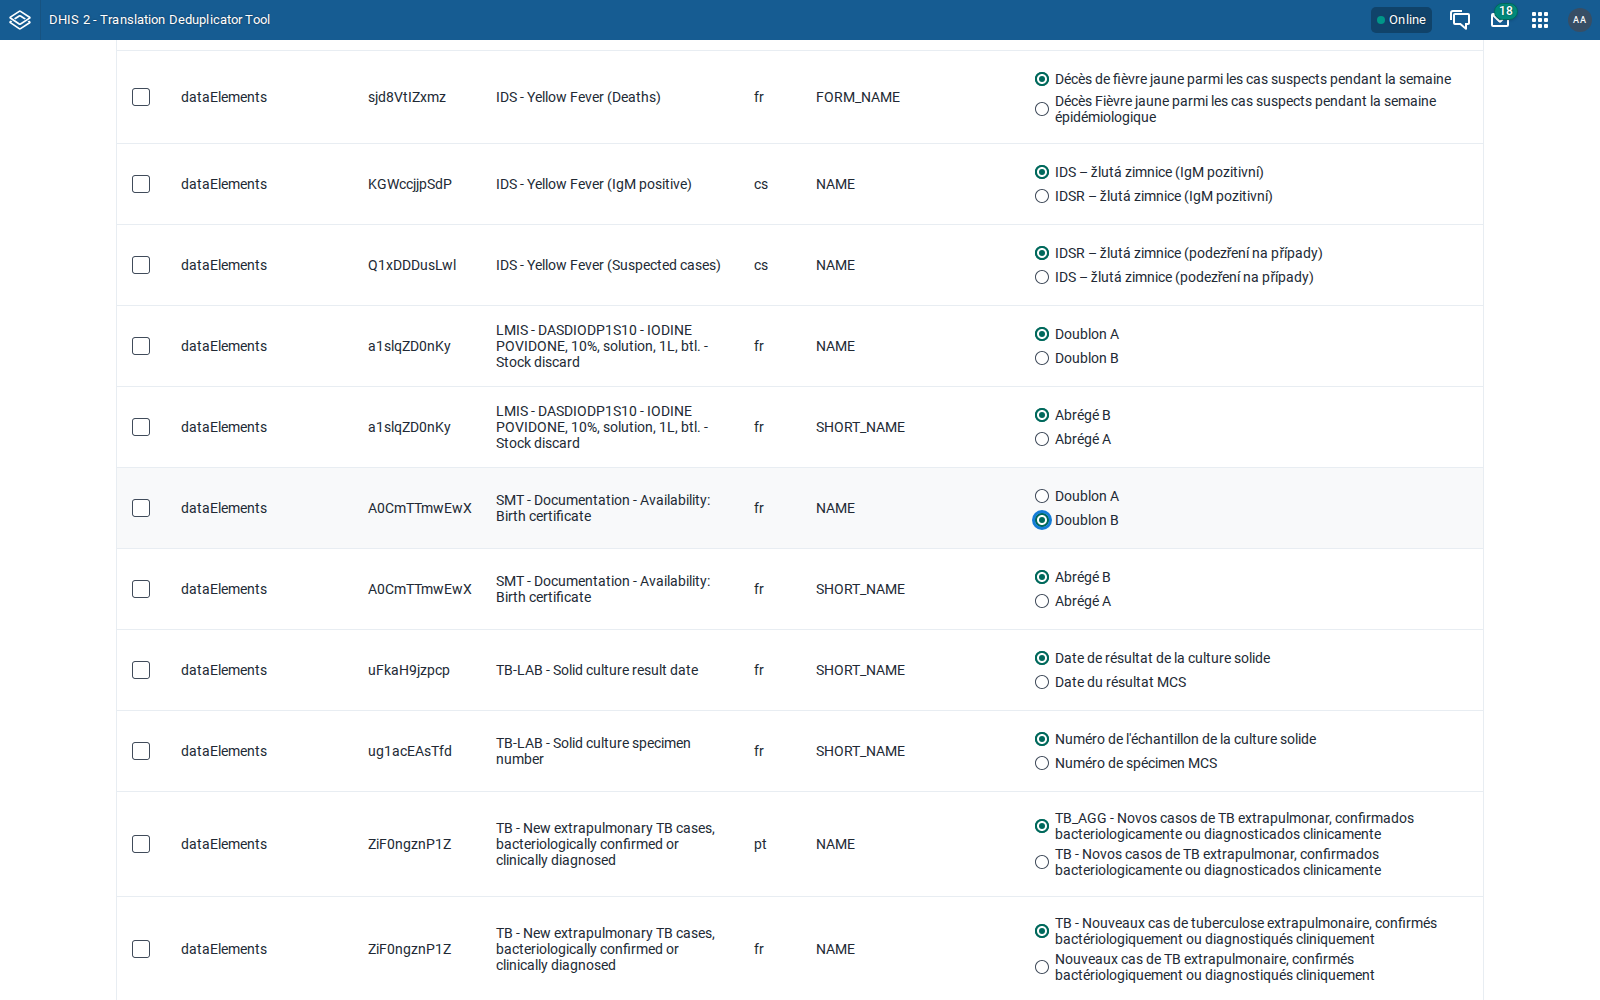 DHIS 2 - Translation Deduplicator Tool
Online
18
AA
dataElements
sjd8VtIZxmz
IDS - Yellow Fever (Deaths)
fr
FORM_NAME
Décès de fièvre jaune parmi les cas suspects pendant la semaine
Décès Fièvre jaune parmi les cas suspects pendant la semaine
épidémiologique
dataElements
KGWccjjpSdP
IDS - Yellow Fever (IgM positive)
cs
NAME
IDS – žlutá zimnice (IgM pozitivní)
IDSR – žlutá zimnice (IgM pozitivní)
dataElements
Q1xDDDusLwl
IDS - Yellow Fever (Suspected cases)
cs
NAME
IDSR – žlutá zimnice (podezření na případy)
IDS – žlutá zimnice (podezření na případy)
dataElements
a1slqZD0nKy
LMIS - DASDIODP1S10 - IODINE
POVIDONE, 10%, solution, 1L, btl. -
Stock discard
fr
NAME
Doublon A
Doublon B
dataElements
a1slqZD0nKy
LMIS - DASDIODP1S10 - IODINE
POVIDONE, 10%, solution, 1L, btl. -
Stock discard
fr
SHORT_NAME
Abrégé B
Abrégé A
dataElements
A0CmTTmwEwX
SMT - Documentation - Availability:
Birth certificate
fr
NAME
Doublon A
Doublon B
dataElements
A0CmTTmwEwX
SMT - Documentation - Availability:
Birth certificate
fr
SHORT_NAME
Abrégé B
Abrégé A
dataElements
uFkaH9jzpcp
TB-LAB - Solid culture result date
fr
SHORT_NAME
Date de résultat de la culture solide
Date du résultat MCS
dataElements
ug1acEAsTfd
TB-LAB - Solid culture specimen
number
fr
SHORT_NAME
Numéro de l'échantillon de la culture solide
Numéro de spécimen MCS
dataElements
ZiF0ngznP1Z
TB - New extrapulmonary TB cases,
bacteriologically confirmed or
clinically diagnosed
pt
NAME
TB_AGG - Novos casos de TB extrapulmonar, confirmados
bacteriologicamente ou diagnosticados clinicamente
TB - Novos casos de TB extrapulmonar, confirmados
bacteriologicamente ou diagnosticados clinicamente
dataElements
ZiF0ngznP1Z
TB - New extrapulmonary TB cases,
bacteriologically confirmed or
clinically diagnosed
fr
NAME
TB - Nouveaux cas de tuberculose extrapulmonaire, confirmés
bactériologiquement ou diagnostiqués cliniquement
Nouveaux cas de TB extrapulmonaire, confirmés
bactériologiquement ou diagnostiqués cliniquement